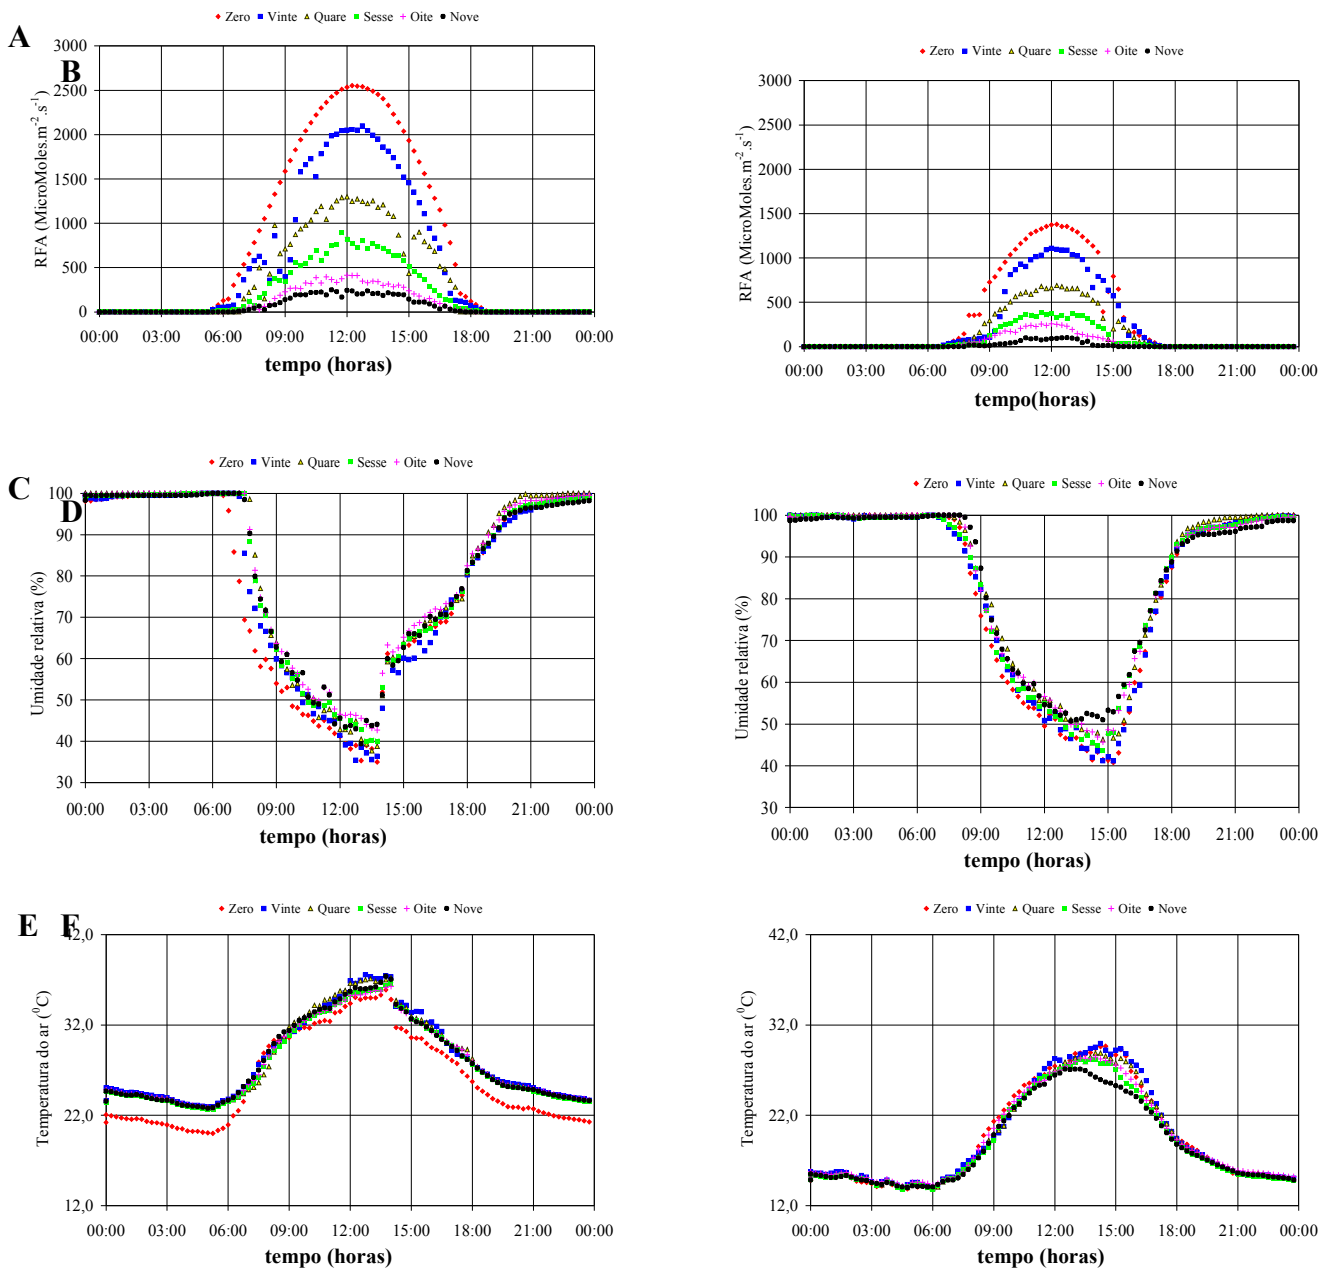 Zero Vinte Quare Sesse Oite Nove
A
B
3000
2500
2000
1500
1000
500
0
RFA (MicroMoles.m⁻².s⁻¹)
00:00 03:00 06:00 09:00 12:00 15:00 18:00 21:00 00:00
tempo (horas)
Zero Vinte Quare Sesse Oite Nove
3000
2500
2000
1500
1000
500
0
RFA (MicroMoles.m⁻².s⁻¹)
00:00 03:00 06:00 09:00 12:00 15:00 18:00 21:00 00:00
tempo(horas)
Zero Vinte Quare Sesse Oite Nove
C
D
100
90
80
70
60
50
40
30
Umidade relativa (%)
00:00 03:00 06:00 09:00 12:00 15:00 18:00 21:00 00:00
tempo (horas)
Zero Vinte Quare Sesse Oite Nove
100
90
80
70
60
50
40
30
Umidade relativa (%)
00:00 03:00 06:00 09:00 12:00 15:00 18:00 21:00 00:00
tempo (horas)
Zero Vinte Quare Sesse Oite Nove
E F
42,0
32,0
22,0
12,0
Temperatura do ar (⁰C)
00:00 03:00 06:00 09:00 12:00 15:00 18:00 21:00 00:00
tempo (horas)
Zero Vinte Quare Sesse Oite Nove
42,0
32,0
22,0
12,0
Temperatura do ar (⁰C)
00:00 03:00 06:00 09:00 12:00 15:00 18:00 21:00 00:00
tempo (horas)